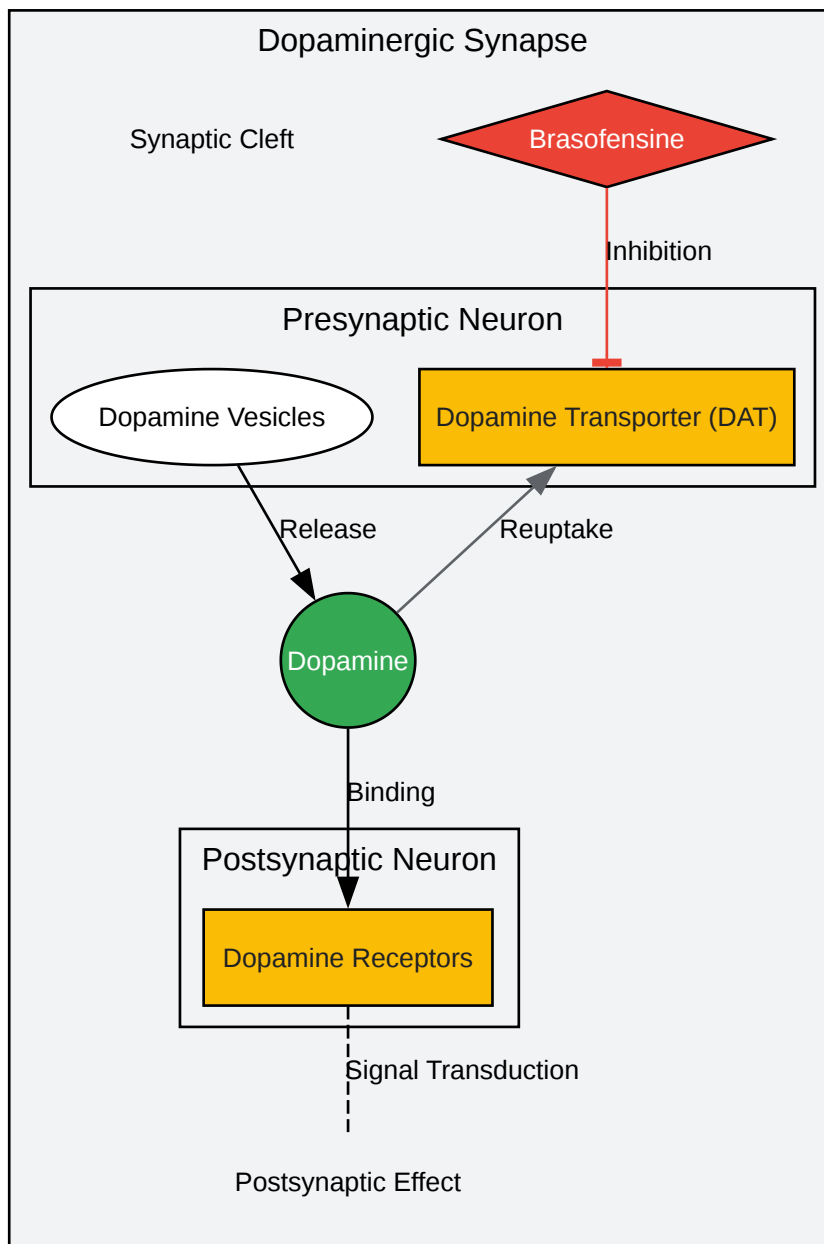 Dopaminergic Synapse
Synaptic Cleft
Brasofensine
Inhibition
Presynaptic Neuron
Dopamine Vesicles
Dopamine Transporter (DAT)
Release
Reuptake
Dopamine
Binding
Postsynaptic Neuron
Dopamine Receptors
Signal Transduction
Postsynaptic Effect